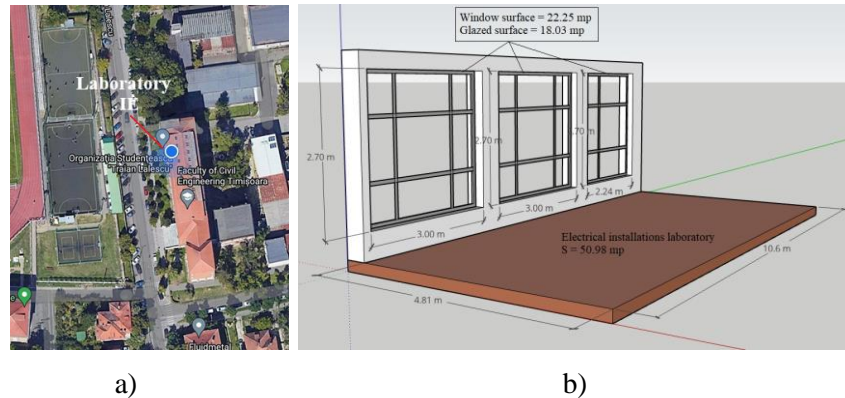 Lalescu
Laboratory
IE
Organizația Studențească
"Traian Lalescu"
Faculty of Civil
Engineering Timișoara
Fluidmetal
a)
Window surface = 22.25 mp
Glazed surface = 18.03 mp
2.70 m
2.70 m
.70 m
3.00 m
3.00 m
2.24 m
Electrical installations laboratory
S = 50.98 mp
10.6 m
4.81 m
b)